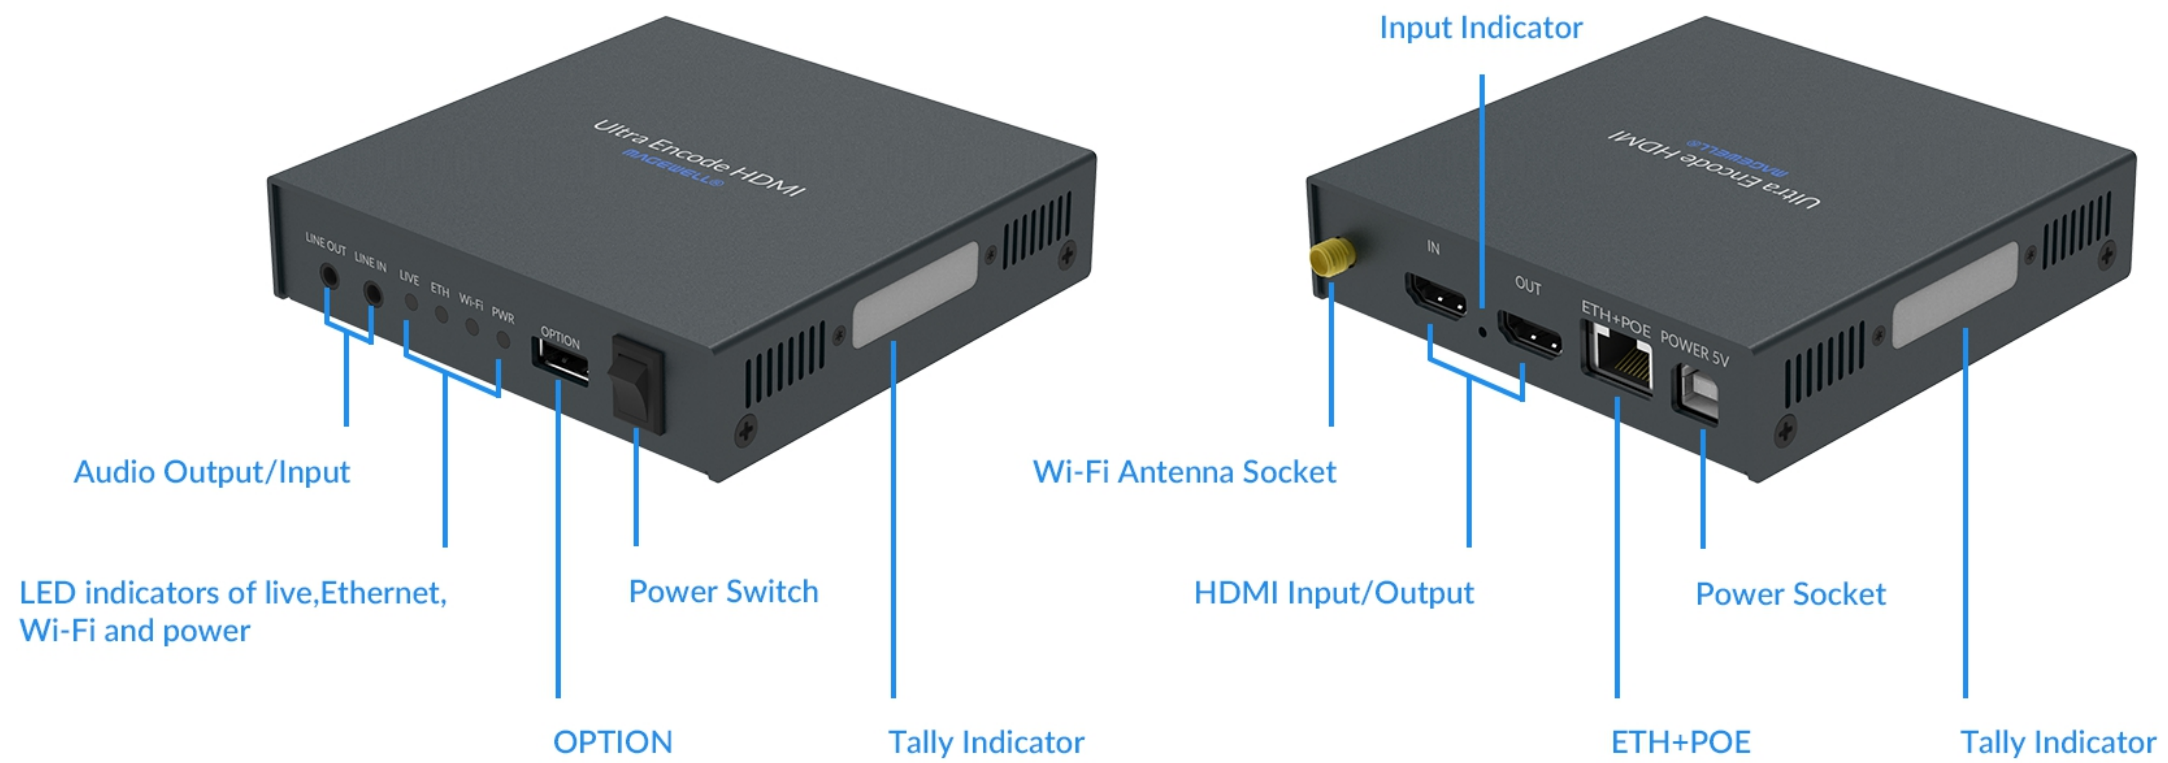 Input Indicator
Ultra Encode HDMI
MAGEWELL®
LINE OUT
LINE IN
LIVE
ETH
Wi-Fi
PWR
OPTION
Audio Output/Input
LED indicators of live,Ethernet,
Wi-Fi and power
Power Switch
OPTION
Tally Indicator
Ultra Encode HDMI
MAGEWELL®
IN
OUT
ETH+POE
POWER 5V
Wi-Fi Antenna Socket
HDMI Input/Output
Power Socket
ETH+POE
Tally Indicator